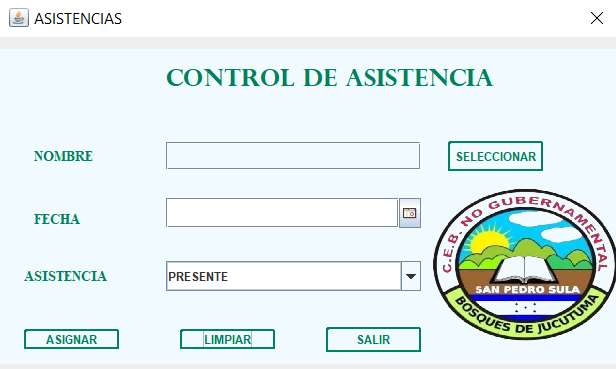 ASISTENCIAS
CONTROL DE ASISTENCIA
NOMBRE
SELECCIONAR
FECHA
ASISTENCIA
PRESENTE
ASIGNAR
LIMPIAR
SALIR
C.E.B. NO GUBERNAMENTAL
SAN PEDRO SULA
BOSQUES DE JUCUTUMA